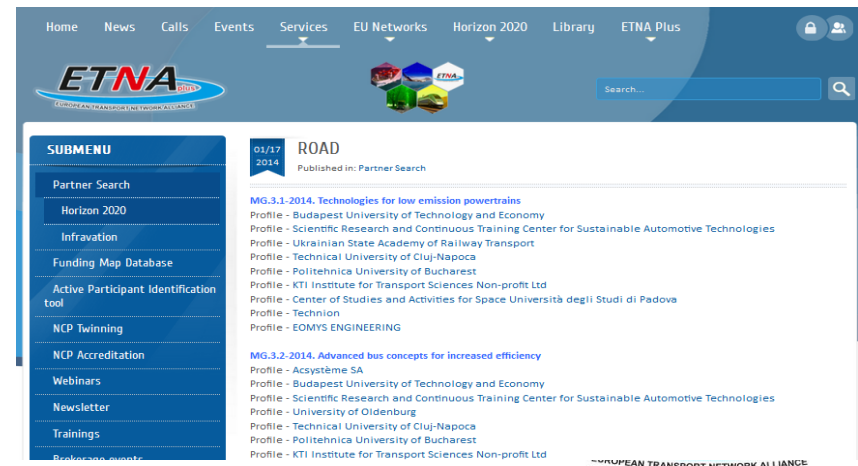 Home News Calls Events Services EU Networks Horizon 2020 Library ETNA Plus
ETNA plus
EUROPEAN TRANSPORT NETWORK ALLIANCE
ETNA
Search...
SUBMENU
Partner Search
Horizon 2020
Infravation
Funding Map Database
Active Participant Identification
tool
NCP Twinning
NCP Accreditation
Webinars
Newsletter
Trainings
Brokerage events
01/17
2014
ROAD
Published in: Partner Search
MG.3.1-2014. Technologies for low emission powertrains
Profile - Budapest University of Technology and Economy
Profile - Scientific Research and Continuous Training Center for Sustainable Automotive Technologies
Profile - Ukrainian State Academy of Railway Transport
Profile - Technical University of Cluj-Napoca
Profile - Politehnica University of Bucharest
Profile - KTI Institute for Transport Sciences Non-profit Ltd
Profile - Center of Studies and Activities for Space Università degli Studi di Padova
Profile - Technion
Profile - EOMYS ENGINEERING
MG.3.2-2014. Advanced bus concepts for increased efficiency
Profile - Acsystème SA
Profile - Budapest University of Technology and Economy
Profile - Scientific Research and Continuous Training Center for Sustainable Automotive Technologies
Profile - University of Oldenburg
Profile - Technical University of Cluj-Napoca
Profile - Politehnica University of Bucharest
Profile - KTI Institute for Transport Sciences Non-profit Ltd
EUROPEAN TRANSPORT NETWORK ALLIANCE